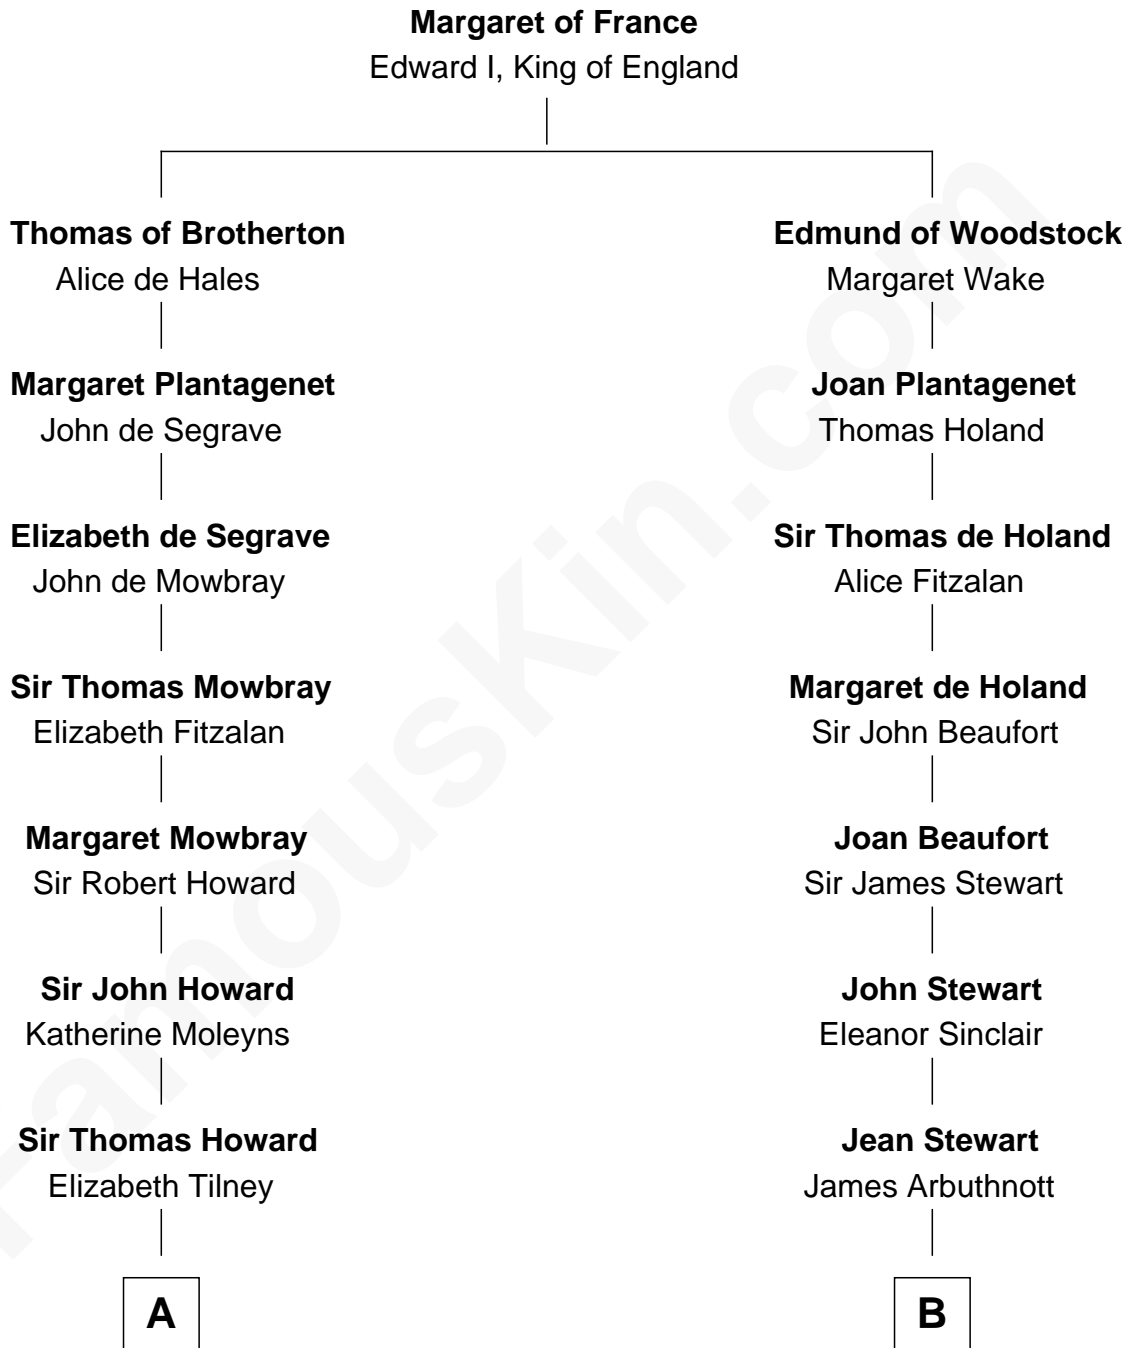 Margaret of France
Edward I, King of England
Thomas of Brotherton
Alice de Hales
Edmund of Woodstock
Margaret Wake
Margaret Plantagenet
John de Segrave
Joan Plantagenet
Thomas Holand
Elizabeth de Segrave
John de Mowbray
Sir Thomas de Holand
Alice Fitzalan
Sir Thomas Mowbray
Elizabeth Fitzalan
Margaret de Holand
Sir John Beaufort
Margaret Mowbray
Sir Robert Howard
Joan Beaufort
Sir James Stewart
Sir John Howard
Katherine Moleyns
John Stewart
Eleanor Sinclair
Sir Thomas Howard
Elizabeth Tilney
Jean Stewart
James Arbuthnott
A
B
FamousKin.com